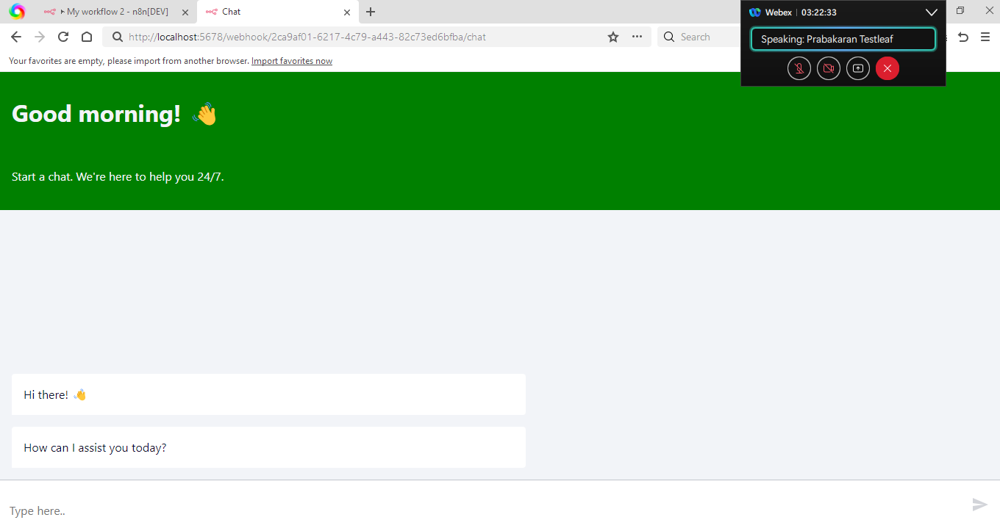 My workflow 2 - n8n[DEV]
Chat
Webex | 03:22:33
http://localhost:5678/webhook/2ca9af01-6217-4c79-a443-82c73ed6bfba/chat
Search
Speaking: Prabakaran Testleaf
Your favorites are empty, please import from another browser. Import favorites now
Good morning! 👋
Start a chat. We're here to help you 24/7.
Hi there! 👋
How can I assist you today?
Type here..